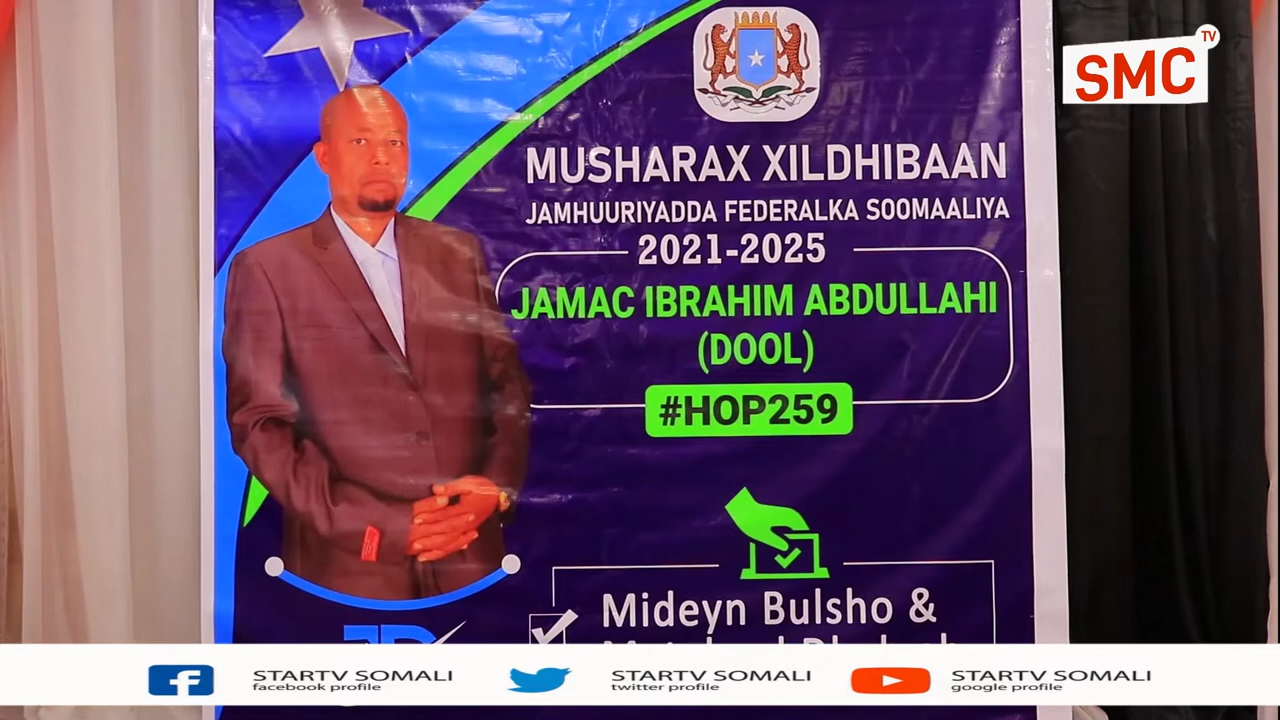 SMC TV
MUSHARAX XILDHIBAAN
JAMHUURIYADDA FEDERALKA SOOMAALIYA
2021-2025
JAMAC IBRAHIM ABDULLAHI
(DOOL)
#HOP259
Mideyn Bulsho &
STARTV SOMALI
facebook profile
STARTV SOMALI
twitter profile
STARTV SOMALI
google profile